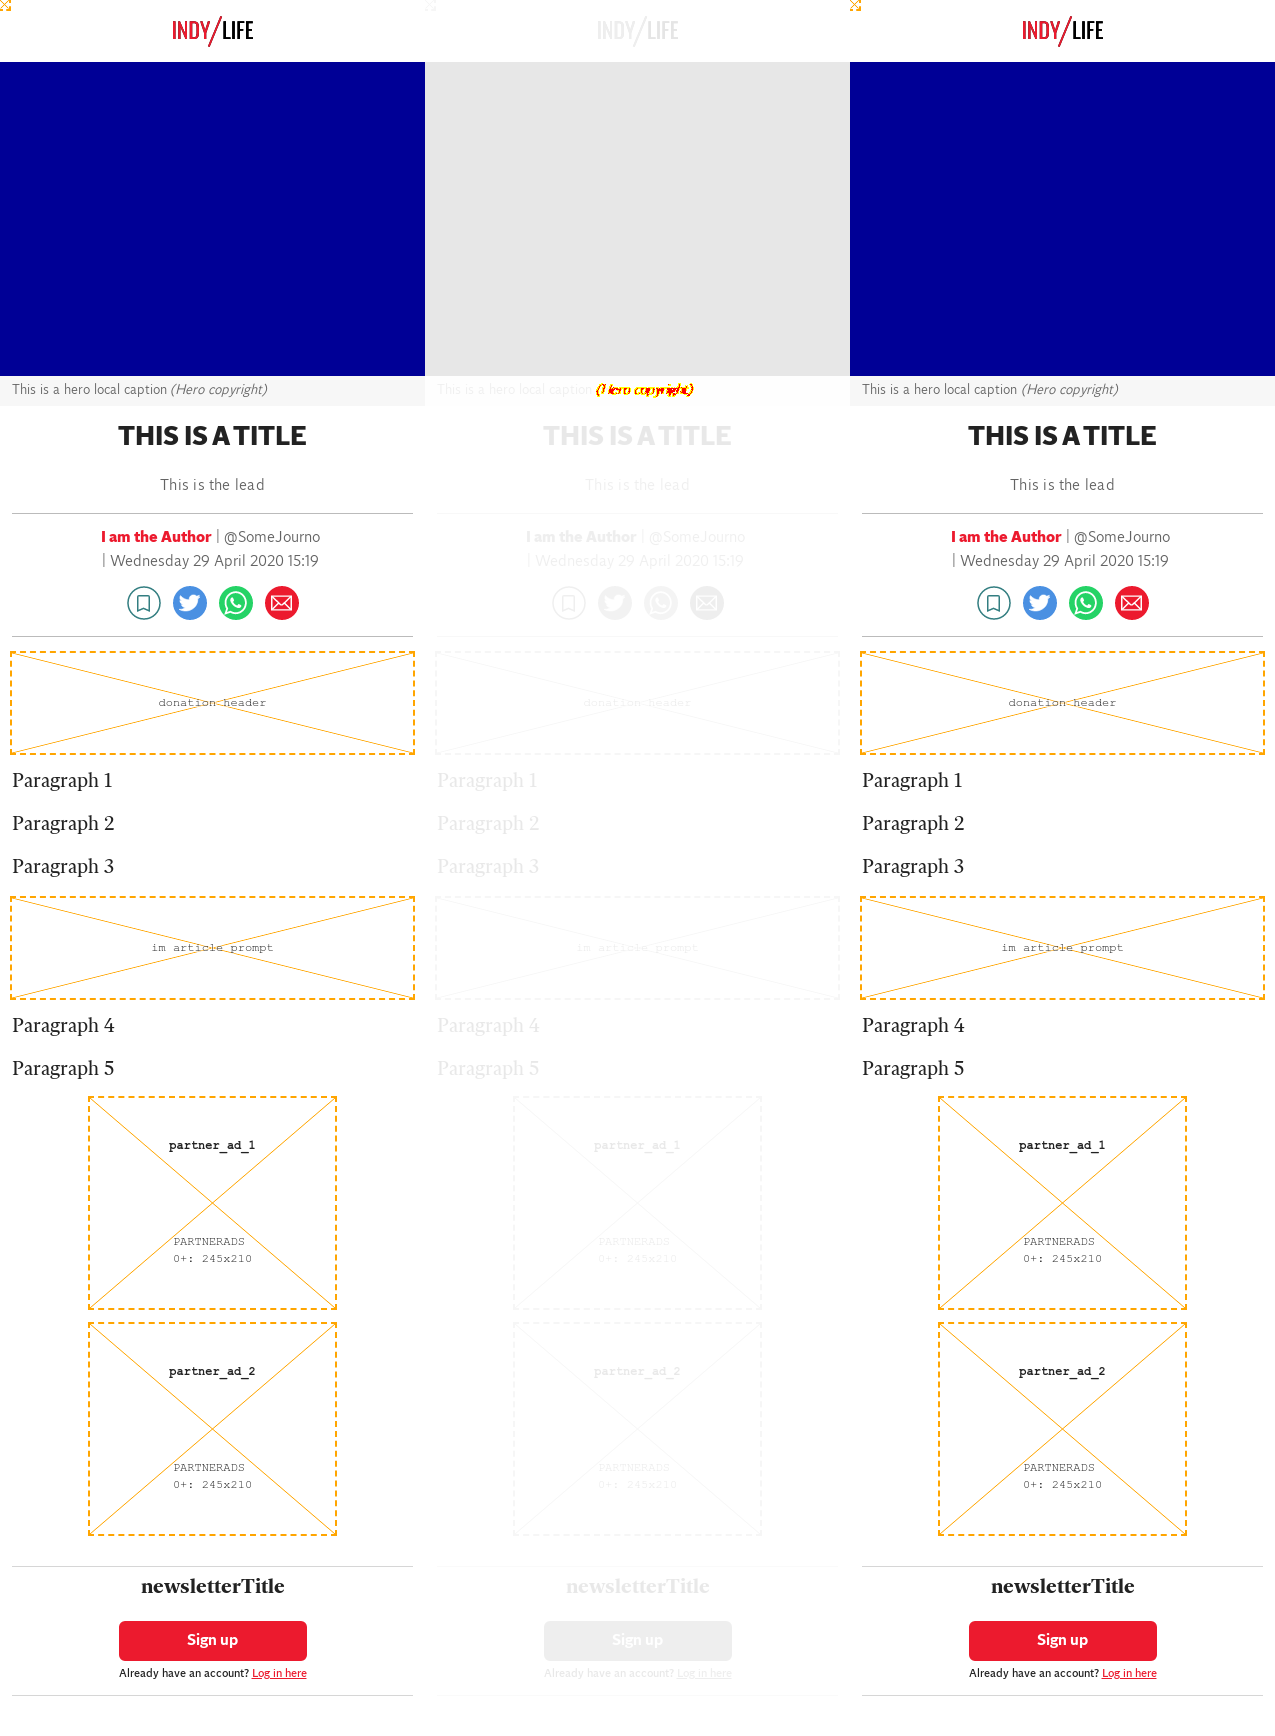 INDY/LIFE
This is a hero local caption (Hero copyright)
THIS IS A TITLE
This is the lead
I am the Author | @SomeJourno
| Wednesday 29 April 2020 15:19
donation header
Paragraph 1
Paragraph 2
Paragraph 3
im article prompt
Paragraph 4
Paragraph 5
partner_ad_1
PARTNERADS
0+: 245x210
partner_ad_2
PARTNERADS
0+: 245x210
newsletterTitle
Sign up
Already have an account? Log in here
INDY/LIFE
This is a hero local caption (Hero copyright)
THIS IS A TITLE
This is the lead
I am the Author | @SomeJourno
| Wednesday 29 April 2020 15:19
donation header
Paragraph 1
Paragraph 2
Paragraph 3
im article prompt
Paragraph 4
Paragraph 5
partner_ad_1
PARTNERADS
0+: 245x210
partner_ad_2
PARTNERADS
0+: 245x210
newsletterTitle
Sign up
Already have an account? Log in here
INDY/LIFE
This is a hero local caption (Hero copyright)
THIS IS A TITLE
This is the lead
I am the Author | @SomeJourno
| Wednesday 29 April 2020 15:19
donation header
Paragraph 1
Paragraph 2
Paragraph 3
im article prompt
Paragraph 4
Paragraph 5
partner_ad_1
PARTNERADS
0+: 245x210
partner_ad_2
PARTNERADS
0+: 245x210
newsletterTitle
Sign up
Already have an account? Log in here